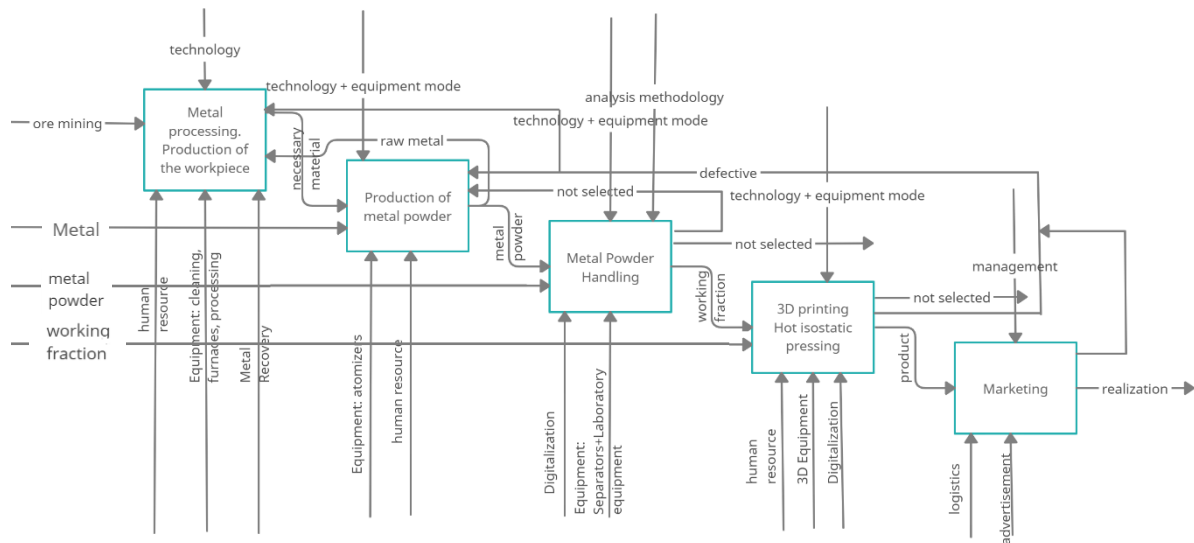 technology
technology + equipment mode
analysis methodology
technology + equipment mode
ore mining
Metal
processing.
Production of
the workpiece
necessary
material
raw metal
defective
not selected
technology + equipment mode
Production of
metal powder
Metal
metal
powder
not selected
Metal Powder
Handling
management
metal
powder
working
fraction
not selected
3D printing
Hot isostatic
pressing
working
fraction
human
resource
Equipment: cleaning,
furnaces, processing
Metal
Recovery
product
Marketing
realization
Equipment: atomizers
human resource
Digitalization
Equipment:
Separators+Laboratory
equipment
human
resource
3D Equipment
Digitalization
logistics
advertisement